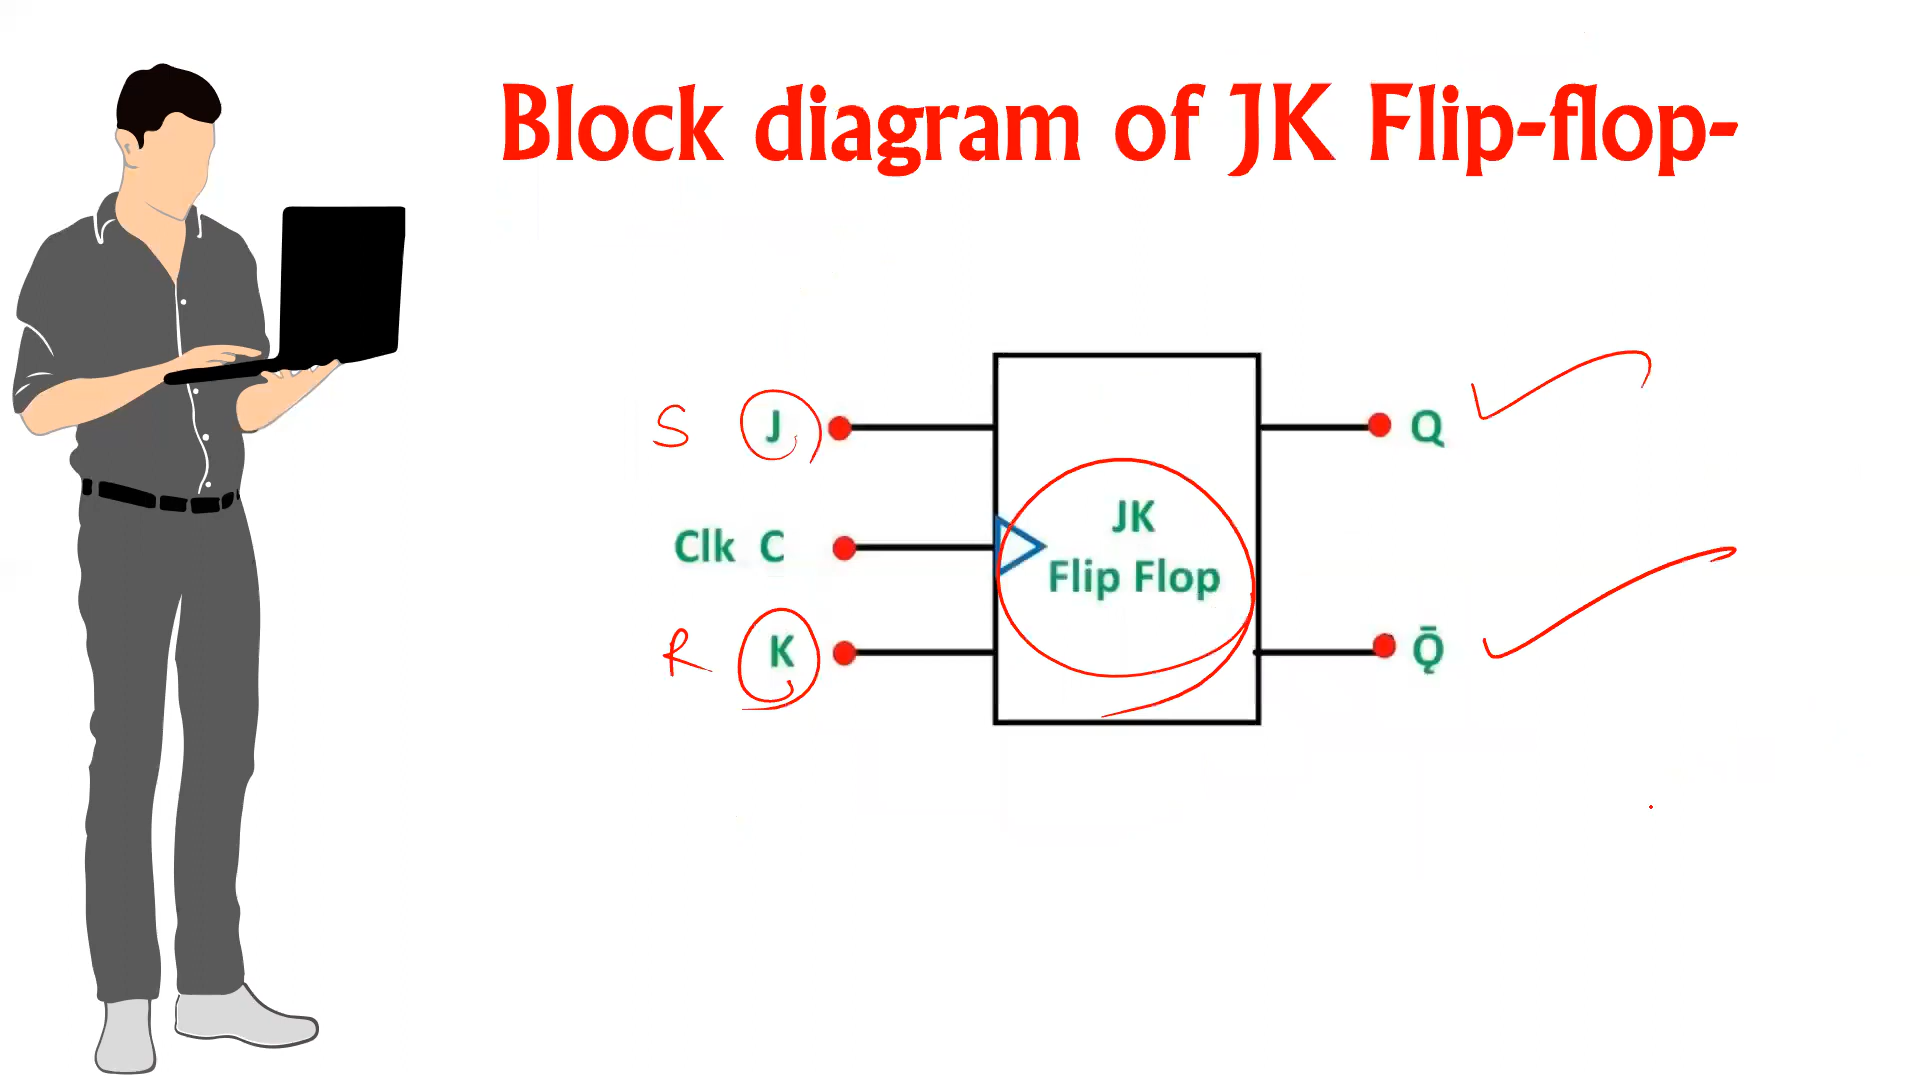 Block diagram of JK Flip-flop-
S J Q
JK
Clk C
Flip Flop
R K Q̄